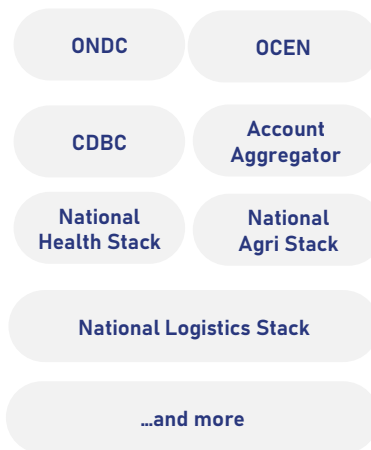 ONDC
OCEN
CDBC
Account
Aggregator
National
Health Stack
National
Agri Stack
National Logistics Stack
...and more